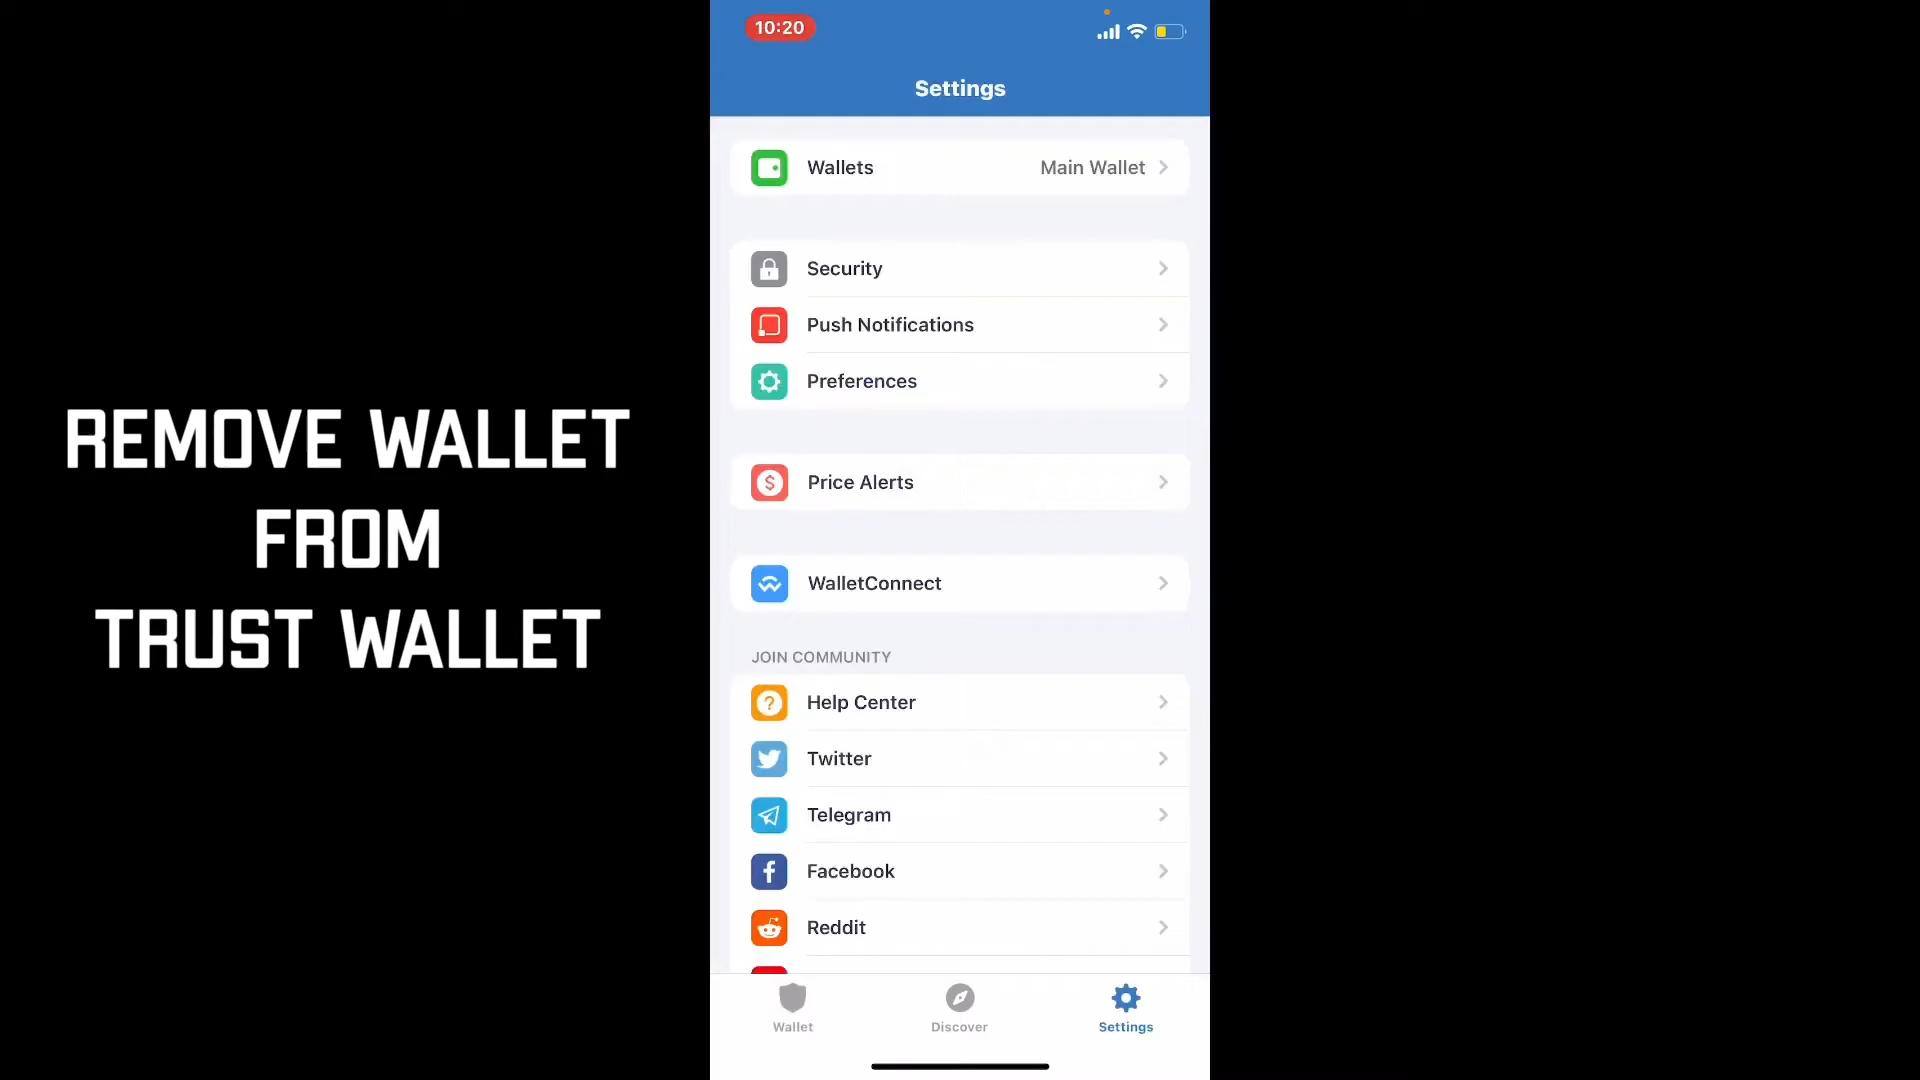 REMOVE WALLET
FROM
TRUST WALLET
10:20
Settings
Wallets Main Wallet
Security
Push Notifications
Preferences
Price Alerts
WalletConnect
JOIN COMMUNITY
Help Center
Twitter
Telegram
Facebook
Reddit
Wallet Discover Settings